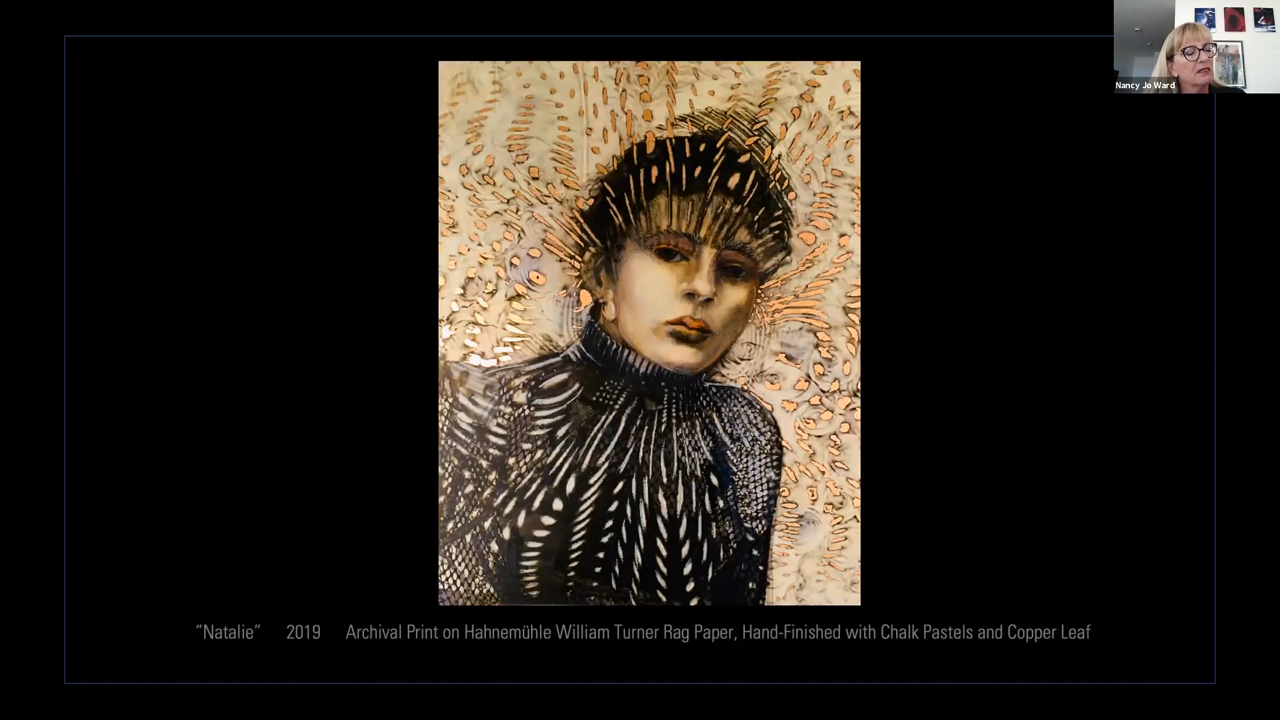 Nancy Jo Ward
“Natalie” 2019 Archival Print on Hahnemühle William Turner Rag Paper, Hand-Finished with Chalk Pastels and Copper Leaf